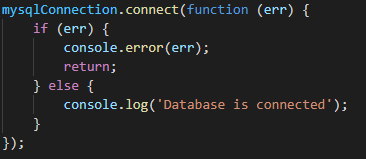 mysqlConnection.connect(function (err) {
    if (err) {
        console.error(err);
        return;
    } else {
        console.log('Database is connected');
    }
});